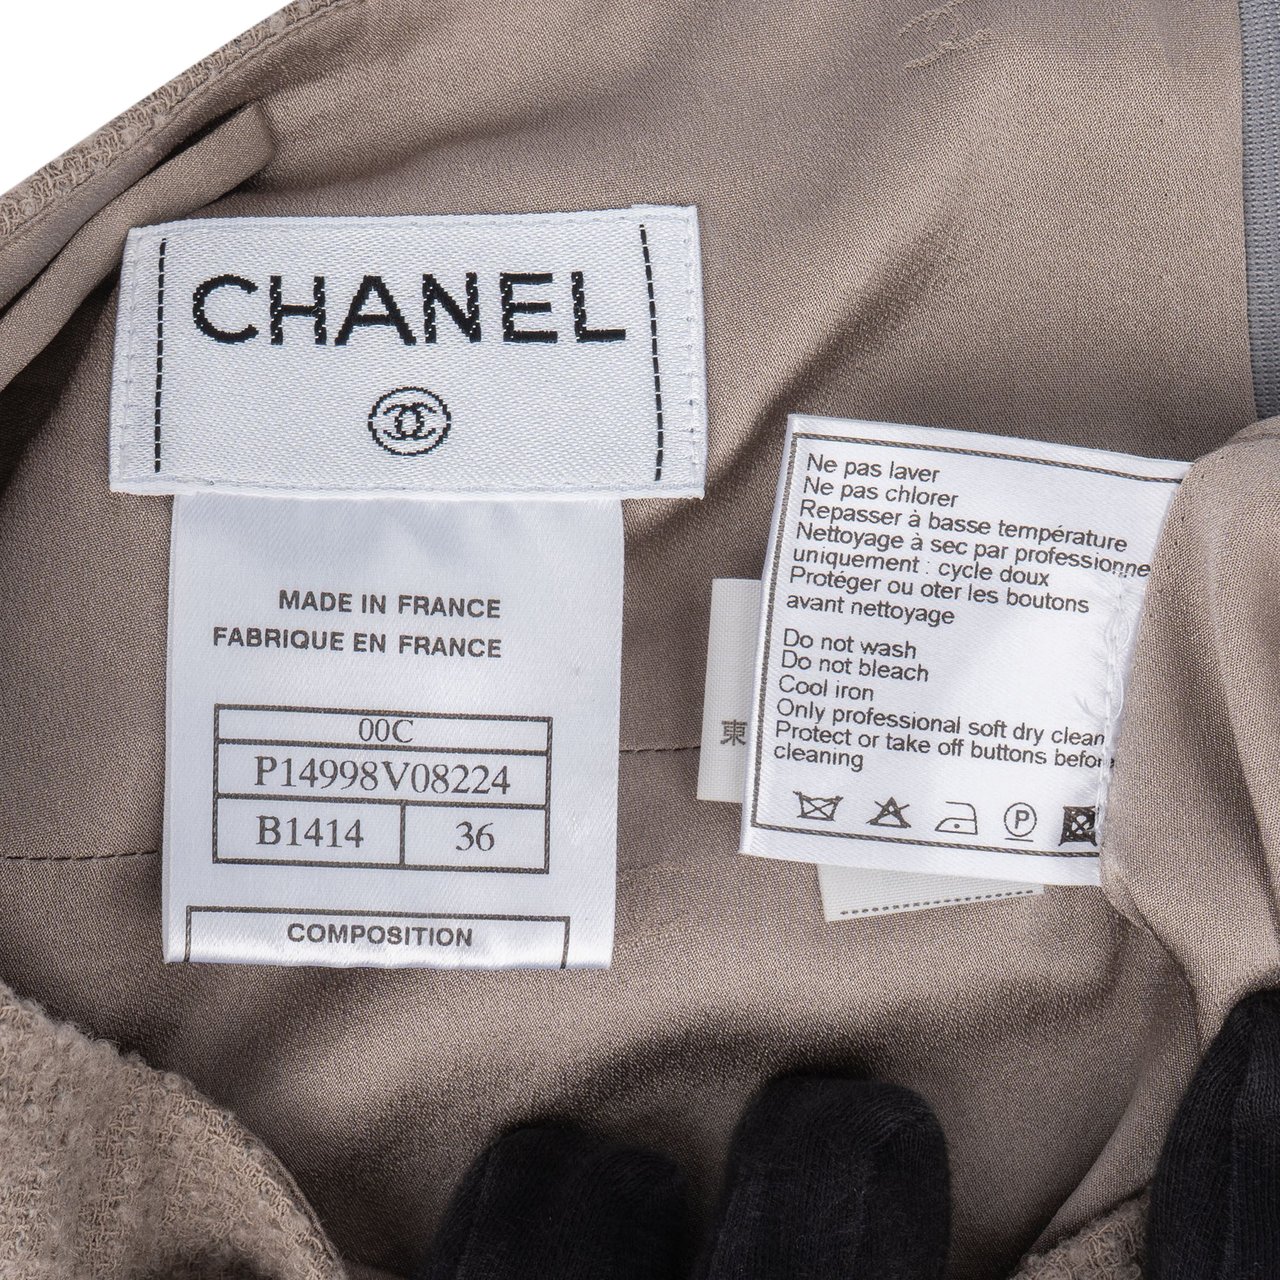 CHANEL
MADE IN FRANCE
FABRIQUE EN FRANCE
00C
P14998V08224
B1414 36
COMPOSITION
Ne pas laver
Ne pas chlorer
Repasser à basse température
Nettoyage à sec par professionne
uniquement : cycle doux
Protéger ou oter les boutons
avant nettoyage
Do not wash
Do not bleach
Cool iron
Only professional soft dry clean
Protect or take off buttons before
cleaning
P
東